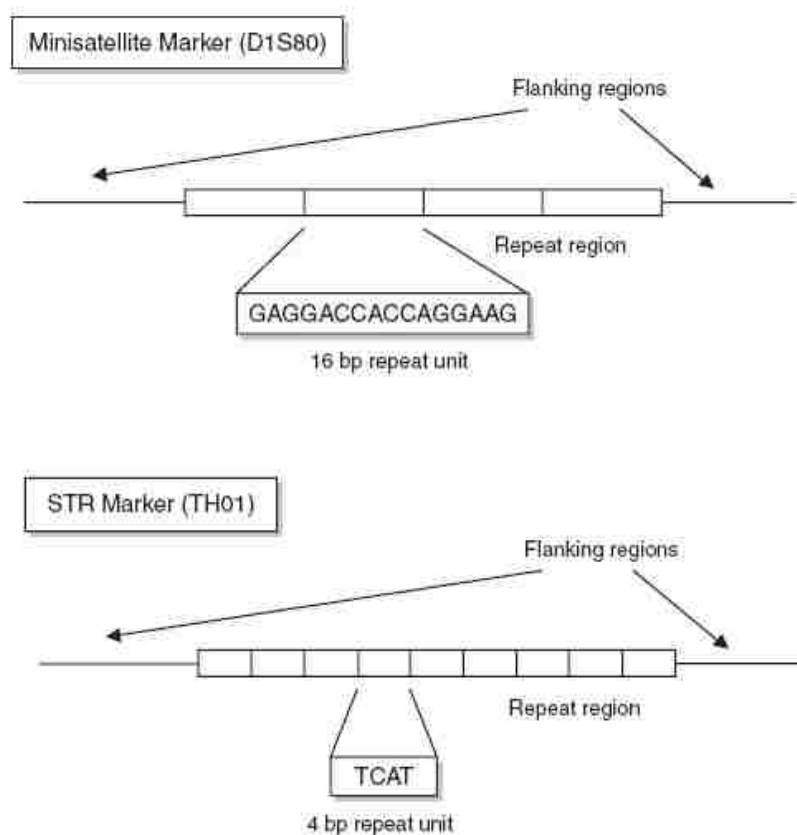 Minisatellite Marker (D1S80)
Flanking regions
Repeat region
GAGGACCACCAGGAAG
16 bp repeat unit
STR Marker (TH01)
Flanking regions
Repeat region
TCAT
4 bp repeat unit